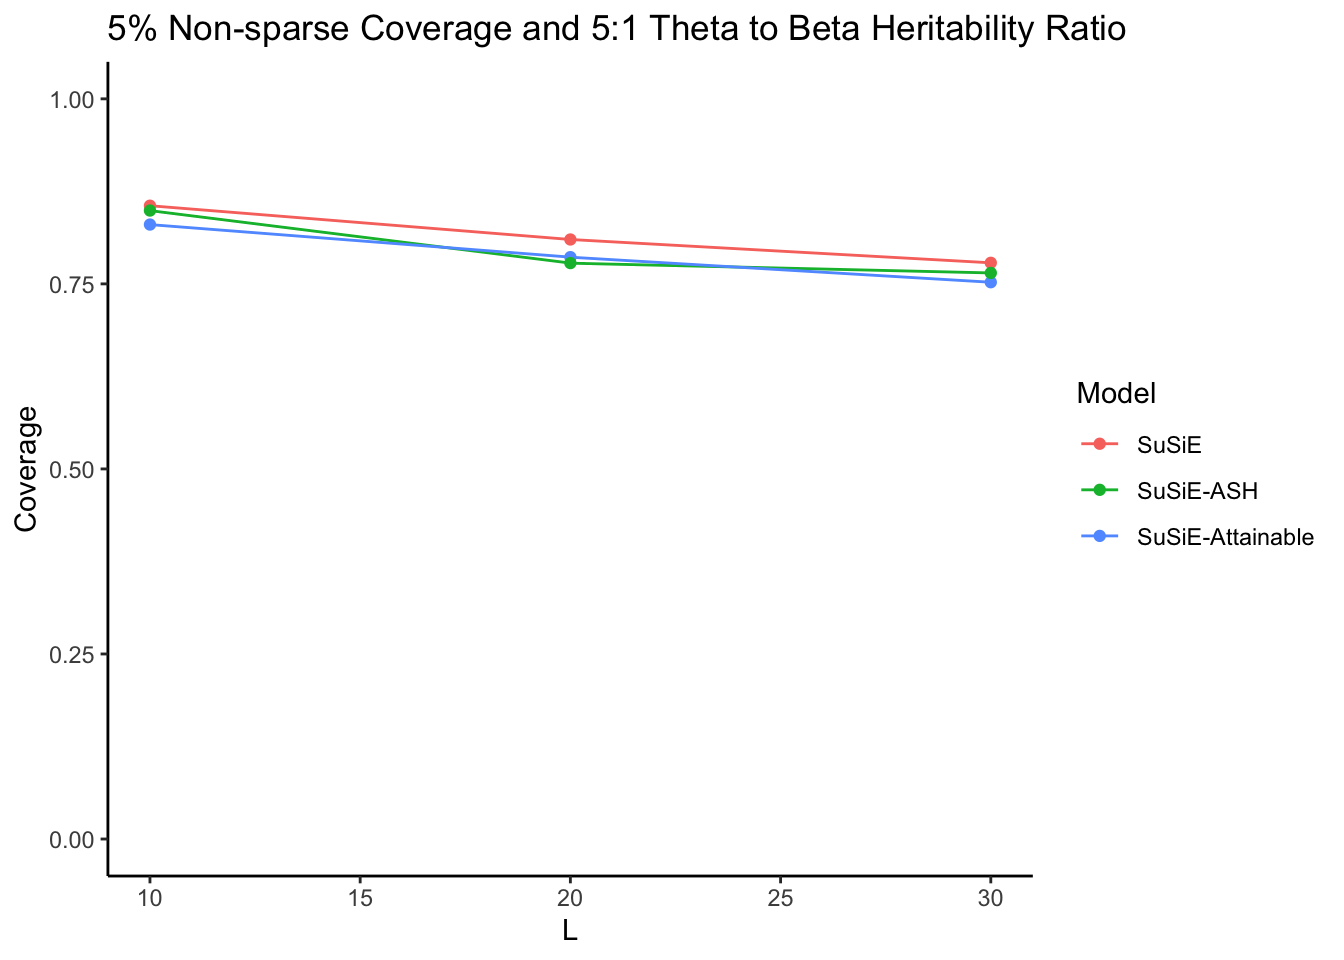 5% Non-sparse Coverage and 5:1 Theta to Beta Heritability Ratio
1.00
0.75
0.50
0.25
0.00
Coverage
10 15 20 25 30
L
Model
SuSiE
SuSiE-ASH
SuSiE-Attainable